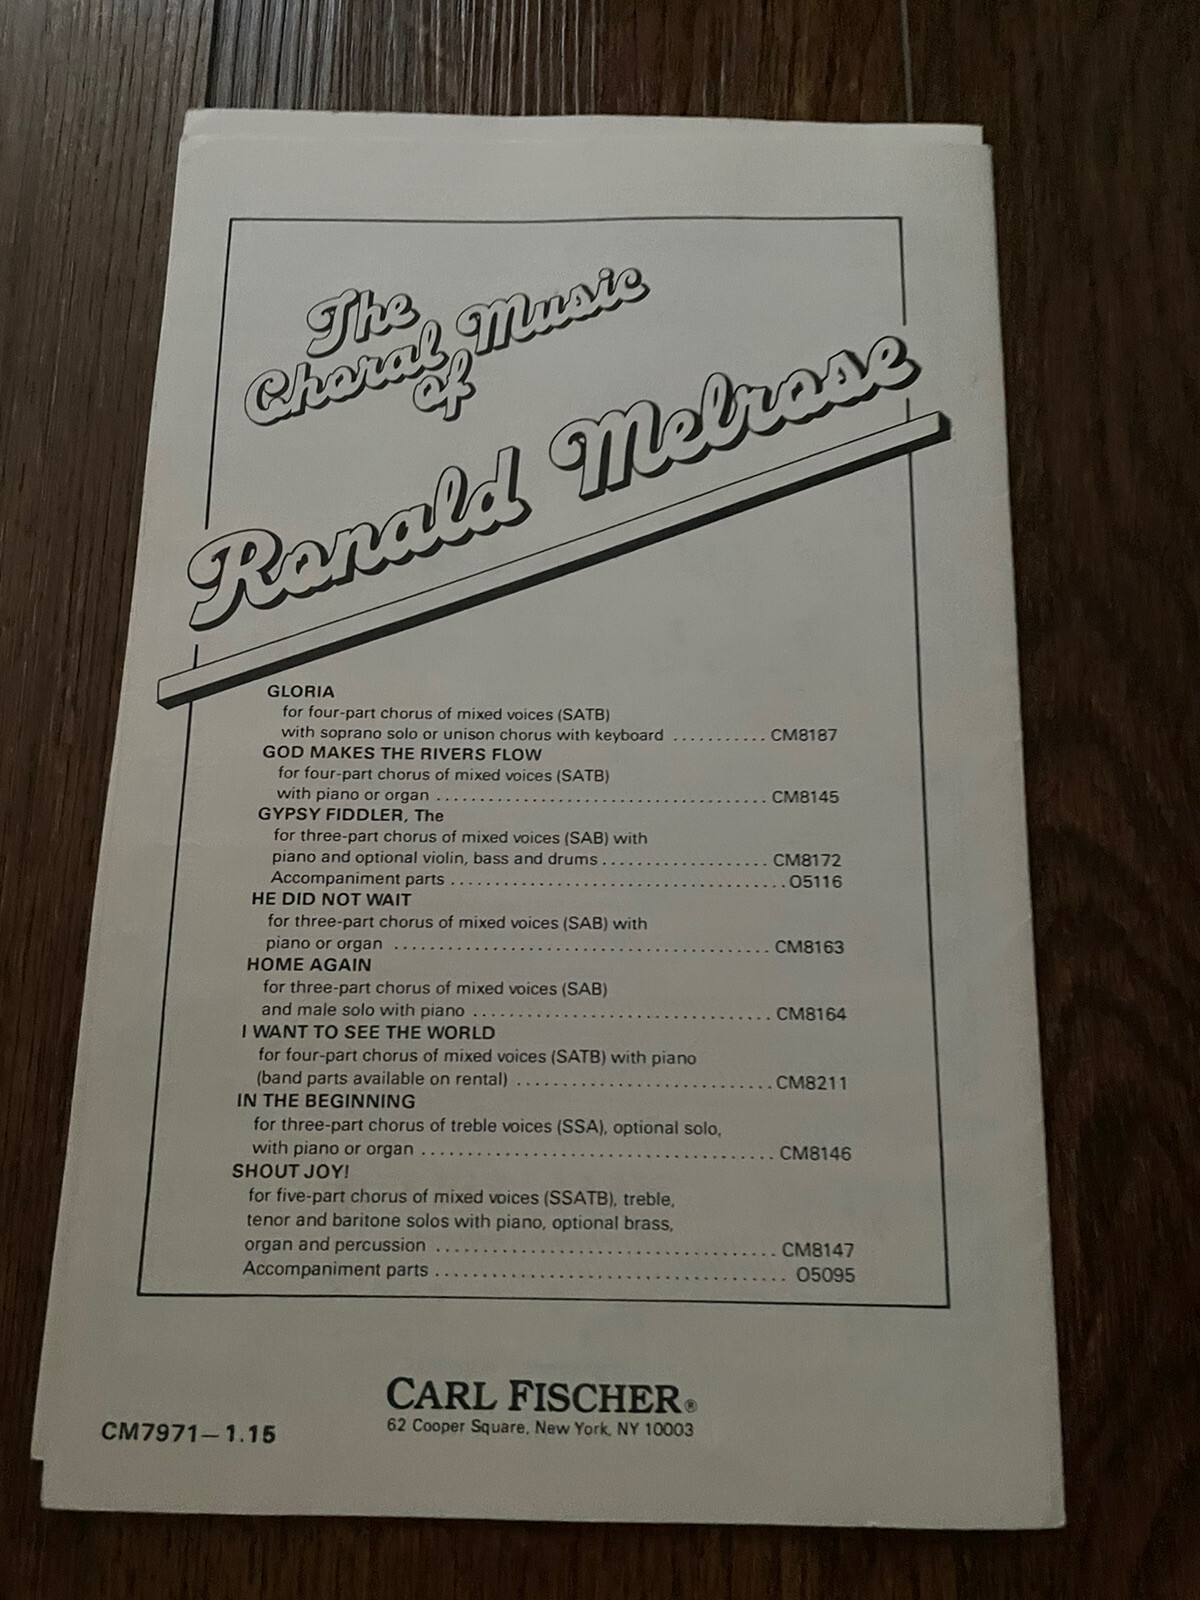 The
Choral Music
of
Ronald Melrose
GLORIA
for four-part chorus of mixed voices (SATB)
with soprano solo or unison chorus with keyboard ........... CM8187
GOD MAKES THE RIVERS FLOW
for four-part chorus of mixed voices (SATB)
with piano or organ ...................................... CM8145
GYPSY FIDDLER, The
for three-part chorus of mixed voices (SAB) with
piano and optional violin, bass and drums................... CM8172
Accompaniment parts ......................................O5116
HE DID NOT WAIT
for three-part chorus of mixed voices (SAB) with
piano or organ ........................................... CM8163
HOME AGAIN
for three-part chorus of mixed voices (SAB)
and male solo with piano .................................. CM8164
I WANT TO SEE THE WORLD
for four-part chorus of mixed voices (SATB) with piano
(band parts available on rental) .............................CM8211
IN THE BEGINNING
for three-part chorus of treble voices (SSA), optional solo,
with piano or organ ........................................ CM8146
SHOUT JOY!
for five-part chorus of mixed voices (SSATB), treble,
tenor and baritone solos with piano, optional brass,
organ and percussion ....................................... CM8147
Accompaniment parts ........................................ O5095
CARL FISCHER®
62 Cooper Square, New York, NY 10003
CM7971—1.15